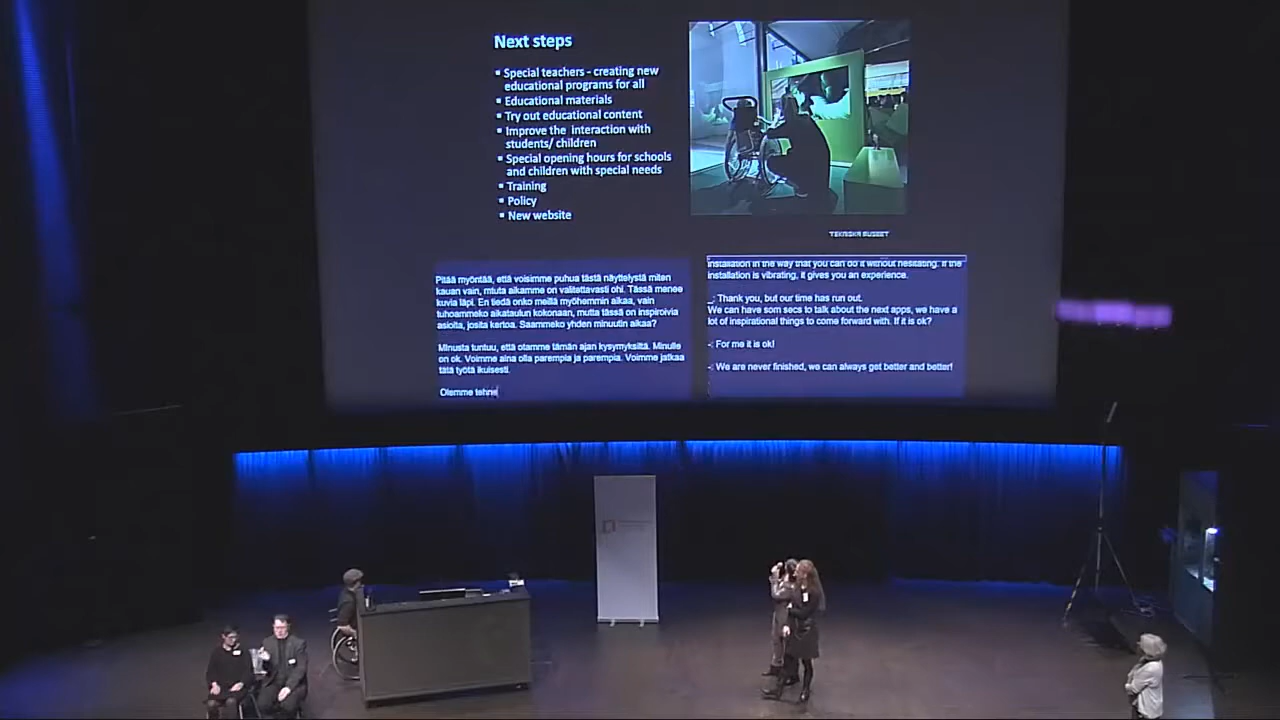 Next steps
▪ Special teachers - creating new
educational programs for all
▪ Educational materials
▪ Try out educational content
▪ Improve the interaction with
students/ children
▪ Special opening hours for schools
and children with special needs
▪ Training
▪ Policy
▪ New website
TEKNISKA MUSEET
Pitää myöntää, että voisimme puhua tästä näyttelystä miten
kauan vain, mtuta aikamme on valitettavasti ohi. Tässä menee
kuvia läpi. En tiedä onko meillä myöhemmin aikaa, vain
tuhoammeko aikataulun kokonaan, mutta tässä on inspiroivia
asioita, josita kertoa. Saammeko yhden minuutin aikaa?
Minusta tuntuu, että otamme tämän ajan kysymyksiltä. Minulle
on ok. Voimme aina olla parempia ja parempia. Voimme jatkaa
tätä työtä ikuisesti.
Olemme tehne
installation in the way that you can do it without hesitating. If the
installation is vibrating, it gives you an experience.
_: Thank you, but our time has run out.
We can have som secs to talk about the next apps, we have a
lot of inspirational things to come forward with. If it is ok?
-: For me it is ok!
-: We are never finished, we can always get better and better!